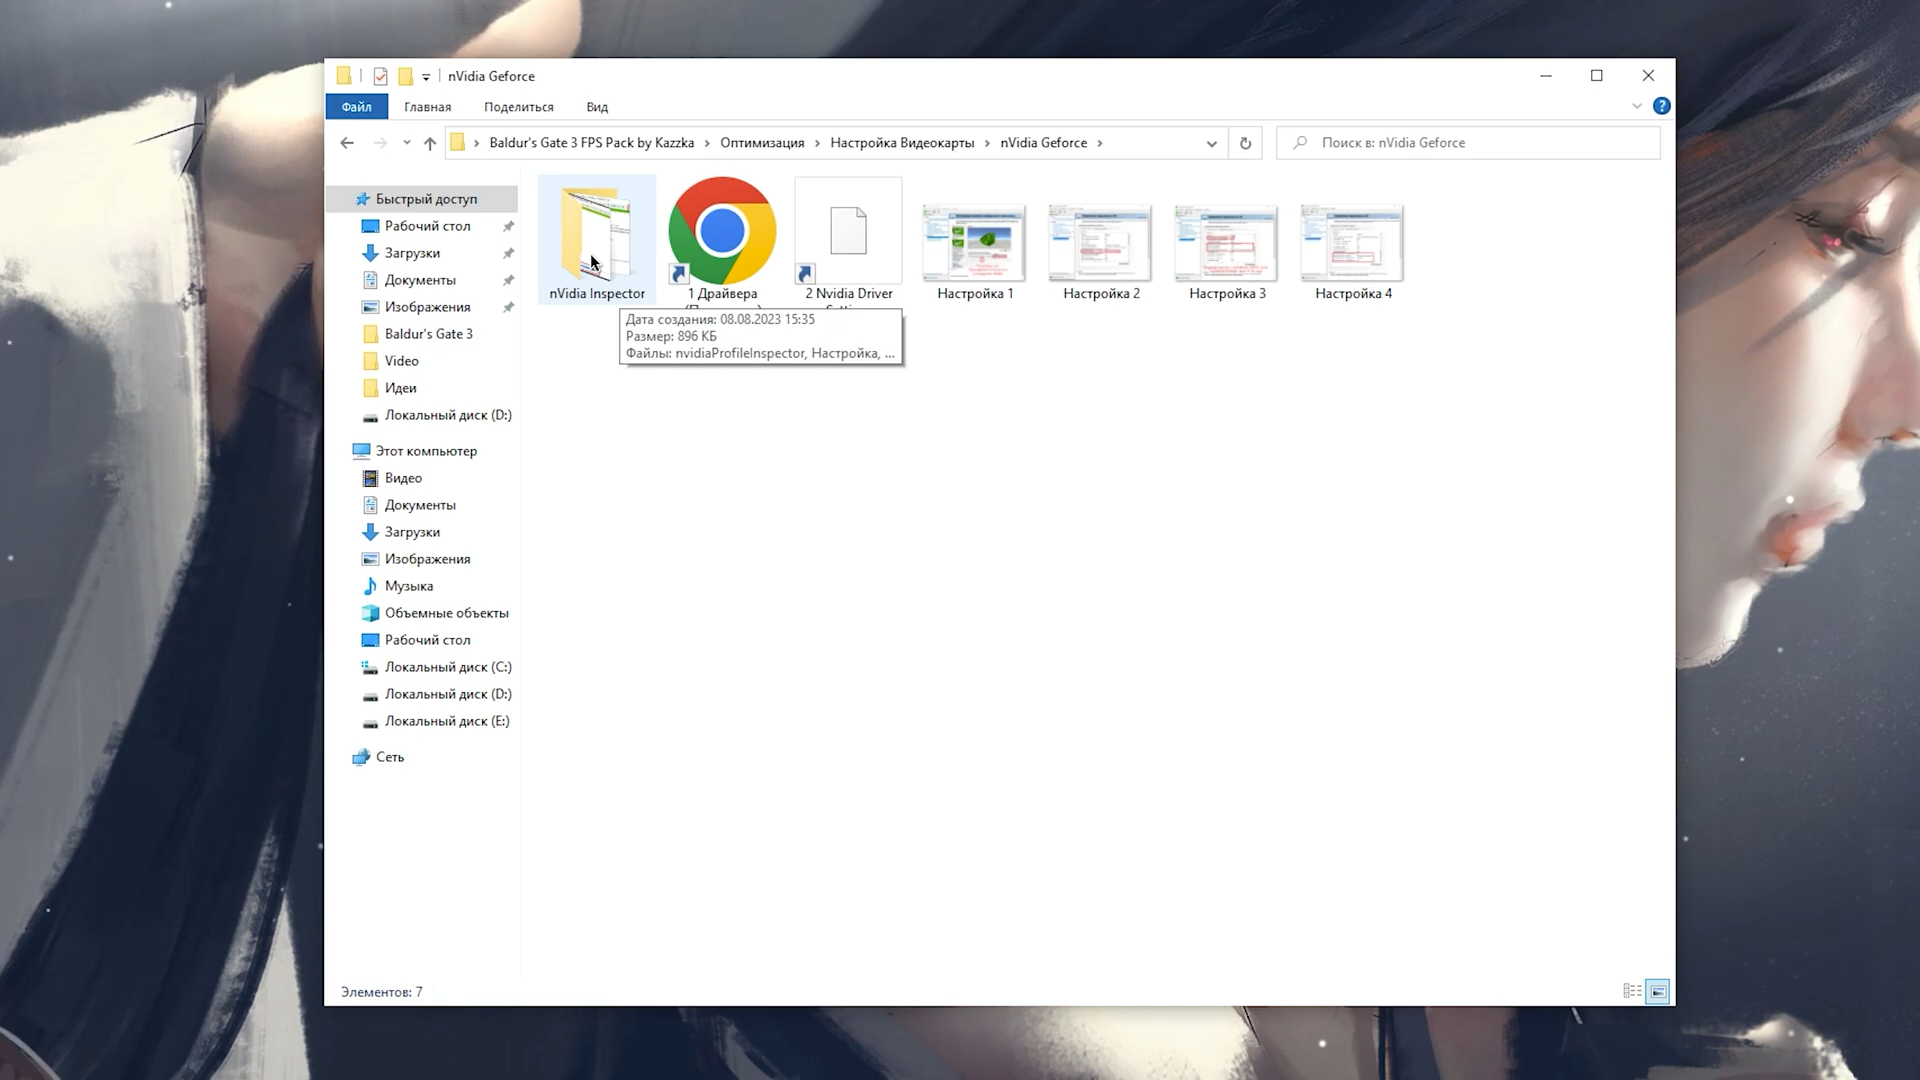 nVidia Geforce
Файл
Главная
Поделиться
Вид
Baldur's Gate 3 FPS Pack by Kazzka
Оптимизация
Настройка Видеокарты
nVidia Geforce
Поиск в: nVidia Geforce
Быстрый доступ
Рабочий стол
Загрузки
Документы
Изображения
Baldur's Gate 3
Video
Идеи
Локальный диск (D:)
Этот компьютер
Видео
Документы
Загрузки
Изображения
Музыка
Объемные объекты
Рабочий стол
Локальный диск (C:)
Локальный диск (D:)
Локальный диск (E:)
Сеть
nVidia Inspector
1 Драйвера
2 Nvidia Driver
Настройка 1
Настройка 2
Настройка 3
Настройка 4
Дата создания: 08.08.2023 15:35
Размер: 896 КБ
Файлы: nvidiaProfileInspector, Настройка, ...
Элементов: 7